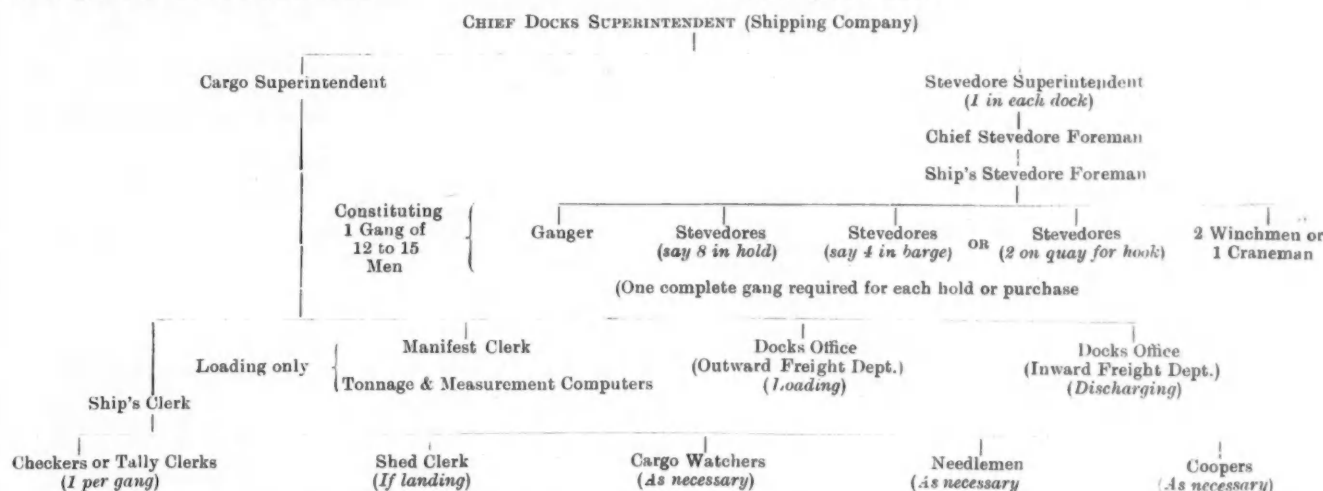 CHIEF DOCKS SUPERINTENDENT (Shipping Company)
Cargo Superintendent
Stevedore Superintendent
(1 in each dock)
Chief Stevedore Foreman
Ship's Stevedore Foreman
Constituting
1 Gang of
12 to 15
Men
Ganger
Stevedores
(say 8 in hold)
Stevedores
(say 4 in barge)
OR
Stevedores
(2 on quay for hook)
2 Winchmen or
1 Craneman
(One complete gang required for each hold or purchase
Loading only
Manifest Clerk
Tonnage & Measurement Computers
Docks Office
(Outward Freight Dept.)
(Loading)
Docks Office
(Inward Freight Dept.)
(Discharging)
Ship's Clerk
Checkers or Tally Clerks
(1 per gang)
Shed Clerk
(If landing)
Cargo Watchers
(As necessary)
Needlemen
(As necessary
Coopers
(As necessary)